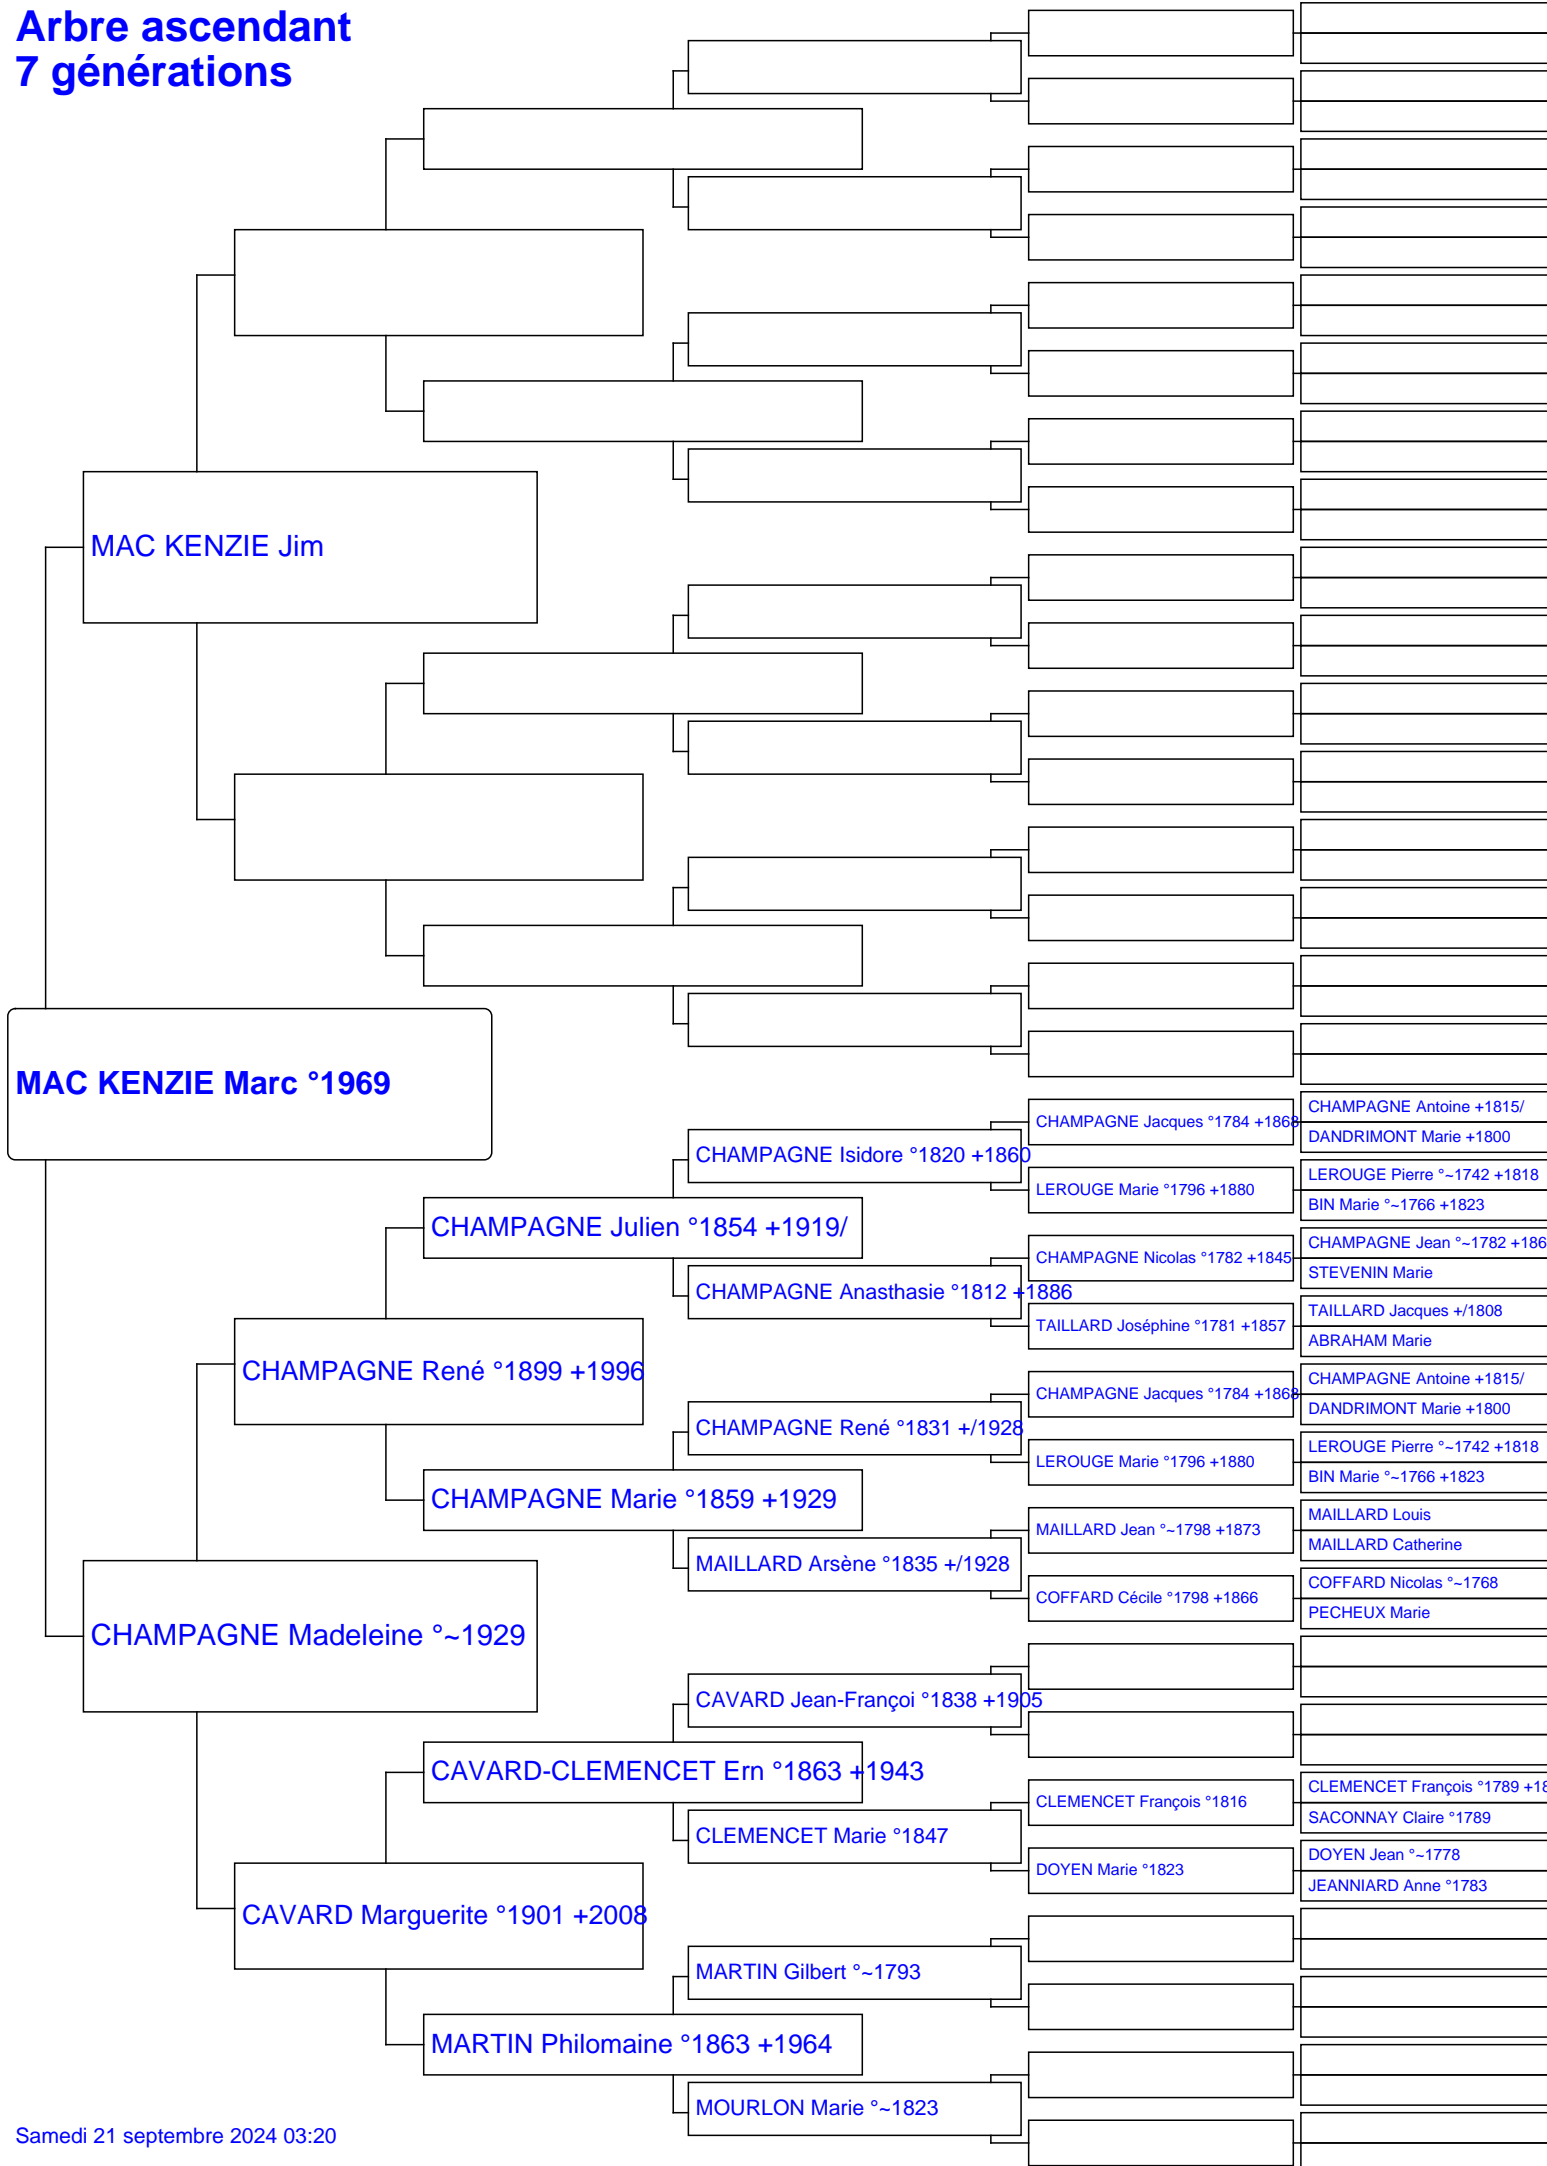 Arbre ascendant
7 générations
MAC KENZIE Jim
MAC KENZIE Marc °1969
CHAMPAGNE Jacques °1784 +1868
CHAMPAGNE Antoine +1815/
DANDRIMONT Marie +1800
CHAMPAGNE Isidore °1820 +1860
LEROUGE Marie °1796 +1880
LEROUGE Pierre °~1742 +1818
BIN Marie °~1766 +1823
CHAMPAGNE Julien °1854 +1919/
CHAMPAGNE Nicolas °1782 +1845
CHAMPAGNE Jean °~1782 +186
STEVENIN Marie
CHAMPAGNE Anasthasie °1812 +1886
TAILLARD Joséphine °1781 +1857
TAILLARD Jacques +/1808
ABRAHAM Marie
CHAMPAGNE René °1899 +1996
CHAMPAGNE Jacques °1784 +1868
CHAMPAGNE Antoine +1815/
DANDRIMONT Marie +1800
CHAMPAGNE René °1831 +/1928
LEROUGE Marie °1796 +1880
LEROUGE Pierre °~1742 +1818
BIN Marie °~1766 +1823
CHAMPAGNE Marie °1859 +1929
MAILLARD Jean °~1798 +1873
MAILLARD Louis
MAILLARD Catherine
MAILLARD Arsène °1835 +/1928
COFFARD Cécile °1798 +1866
COFFARD Nicolas °~1768
PECHEUX Marie
CHAMPAGNE Madeleine °~1929
CAVARD Jean-Françoi °1838 +1905
CAVARD-CLEMENCET Ern °1863 +1943
CLEMENCET François °1816
CLEMENCET François °1789 +18
SACONNAY Claire °1789
CLEMENCET Marie °1847
DOYEN Marie °1823
DOYEN Jean °~1778
JEANNIARD Anne °1783
CAVARD Marguerite °1901 +2008
MARTIN Gilbert °~1793
MARTIN Philomaine °1863 +1964
MOURLON Marie °~1823
Samedi 21 septembre 2024 03:20